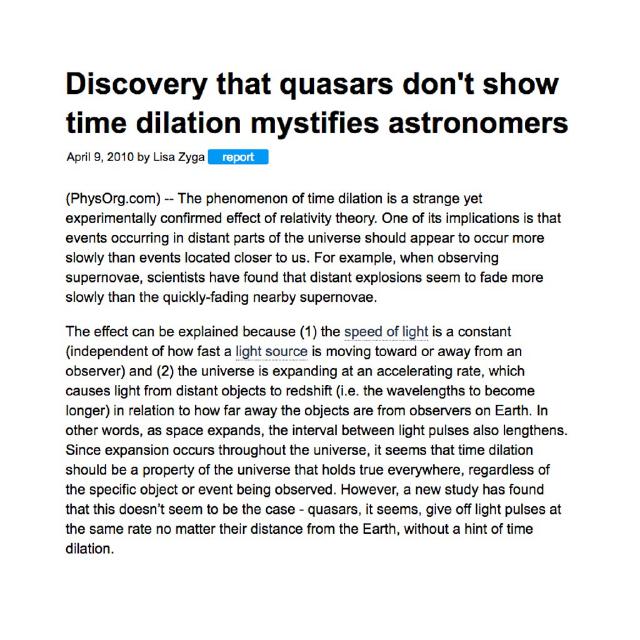 Discovery that quasars don't show
time dilation mystifies astronomers
April 9, 2010 by Lisa Zyga report
(PhysOrg.com) -- The phenomenon of time dilation is a strange yet
experimentally confirmed effect of relativity theory. One of its implications is that
events occurring in distant parts of the universe should appear to occur more
slowly than events located closer to us. For example, when observing
supernovae, scientists have found that distant explosions seem to fade more
slowly than the quickly-fading nearby supernovae.
The effect can be explained because (1) the speed of light is a constant
(independent of how fast a light source is moving toward or away from an
observer) and (2) the universe is expanding at an accelerating rate, which
causes light from distant objects to redshift (i.e. the wavelengths to become
longer) in relation to how far away the objects are from observers on Earth. In
other words, as space expands, the interval between light pulses also lengthens.
Since expansion occurs throughout the universe, it seems that time dilation
should be a property of the universe that holds true everywhere, regardless of
the specific object or event being observed. However, a new study has found
that this doesn't seem to be the case - quasars, it seems, give off light pulses at
the same rate no matter their distance from the Earth, without a hint of time
dilation.